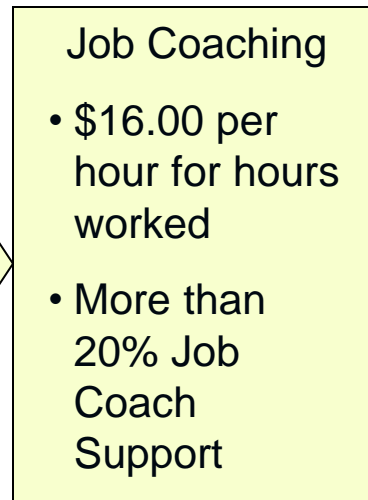 Job Coaching
• $16.00 per
hour for hours
worked
• More than
20% Job
Coach
Support